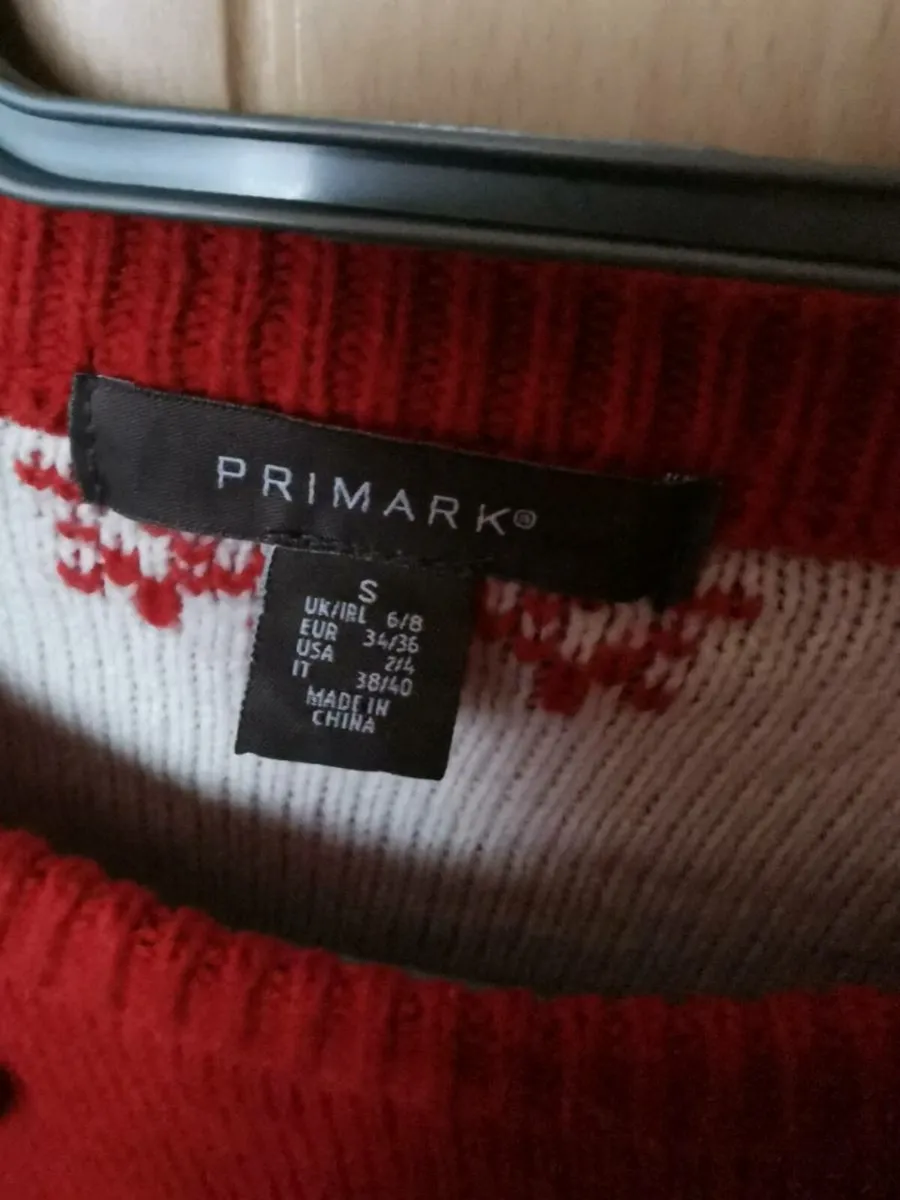 PRIMARK®
S
UK/IRL 6/8
EUR 34/36
USA 2/4
IT 38/40
MADE IN
CHINA